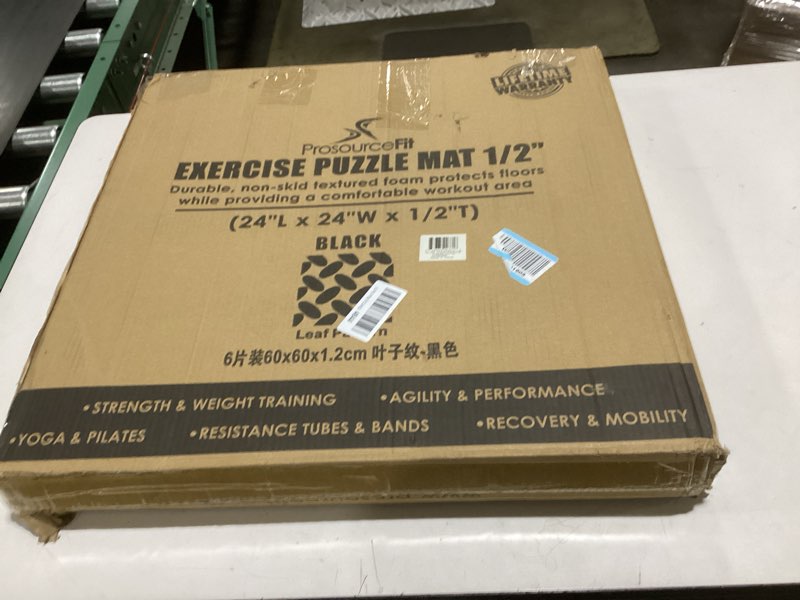 LIFETIME
WARRANTY
ProsourceFit
EXERCISE PUZZLE MAT 1/2"
Durable, non-skid textured foam protects floors
while providing a comfortable workout area
(24"L x 24"W x 1/2"T)
BLACK
Leaf
6片装60x60x1.2cm 叶子纹-黑色
•STRENGTH & WEIGHT TRAINING
•AGILITY & PERFORMANCE
•YOGA & PILATES
•RESISTANCE TUBES & BANDS
•RECOVERY & MOBILITY